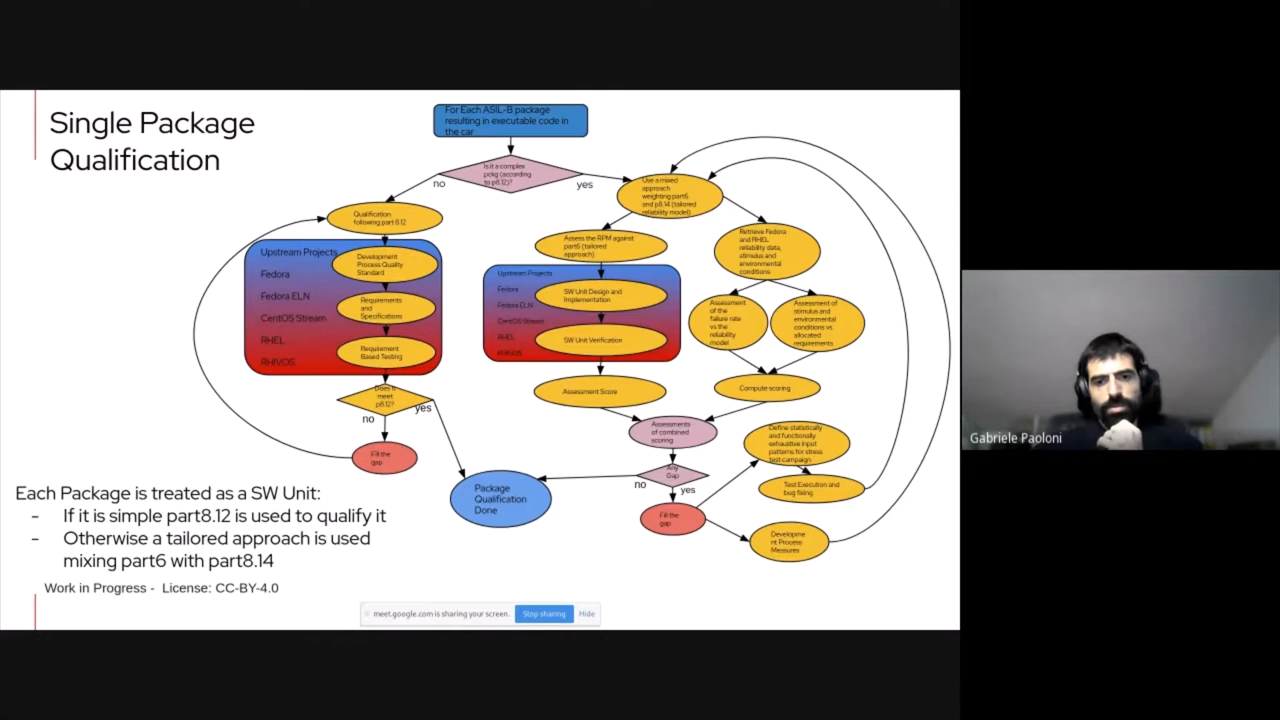 Single Package
Qualification
For Each ASIL-B package
resulting in executable code in
the car
Is it a complex
pckg (according
to p8.12)?
no
yes
Qualification
following part 8.12
Upstream Projects
Fedora
Fedora ELN
CentOS Stream
RHEL
RHIVOS
Development
Process Quality
Standard
Requirements
and
Specifications
Requirement
Based Testing
Does it
meet
p8.12?
yes
no
Fill the
gap
Use a mixed
approach
weighting part6
and p8.14 (tailored
reliability model)
Assess the RPM against
part6 (tailored
approach)
Upstream Projects
Fedora
Fedora ELN
CentOS Stream
RHEL
RHIVOS
SW Unit Design and
Implementation
SW Unit Verification
Assessment Score
Retrieve Fedora
and RHEL
reliability data,
stimulus and
environmental
conditions
Assessment
of the
failure rate
vs the
reliability
model
Assessment of
stimulus and
environmental
conditions vs
allocated
requirements
Compute scoring
Assessments
of combined
scoring
Any
Gap
no
yes
Package
Qualification
Done
Fill the
gap
Define statistically
and functionally
exhaustive input
patterns for stress
test campaign
Test Execution and
bug fixing
Developme
nt Process
Measures
Each Package is treated as a SW Unit:
- If it is simple part8.12 is used to qualify it
- Otherwise a tailored approach is used
mixing part6 with part8.14
Work in Progress - License: CC-BY-4.0
meet.google.com is sharing your screen.
Stop sharing
Hide
Gabriele Paoloni